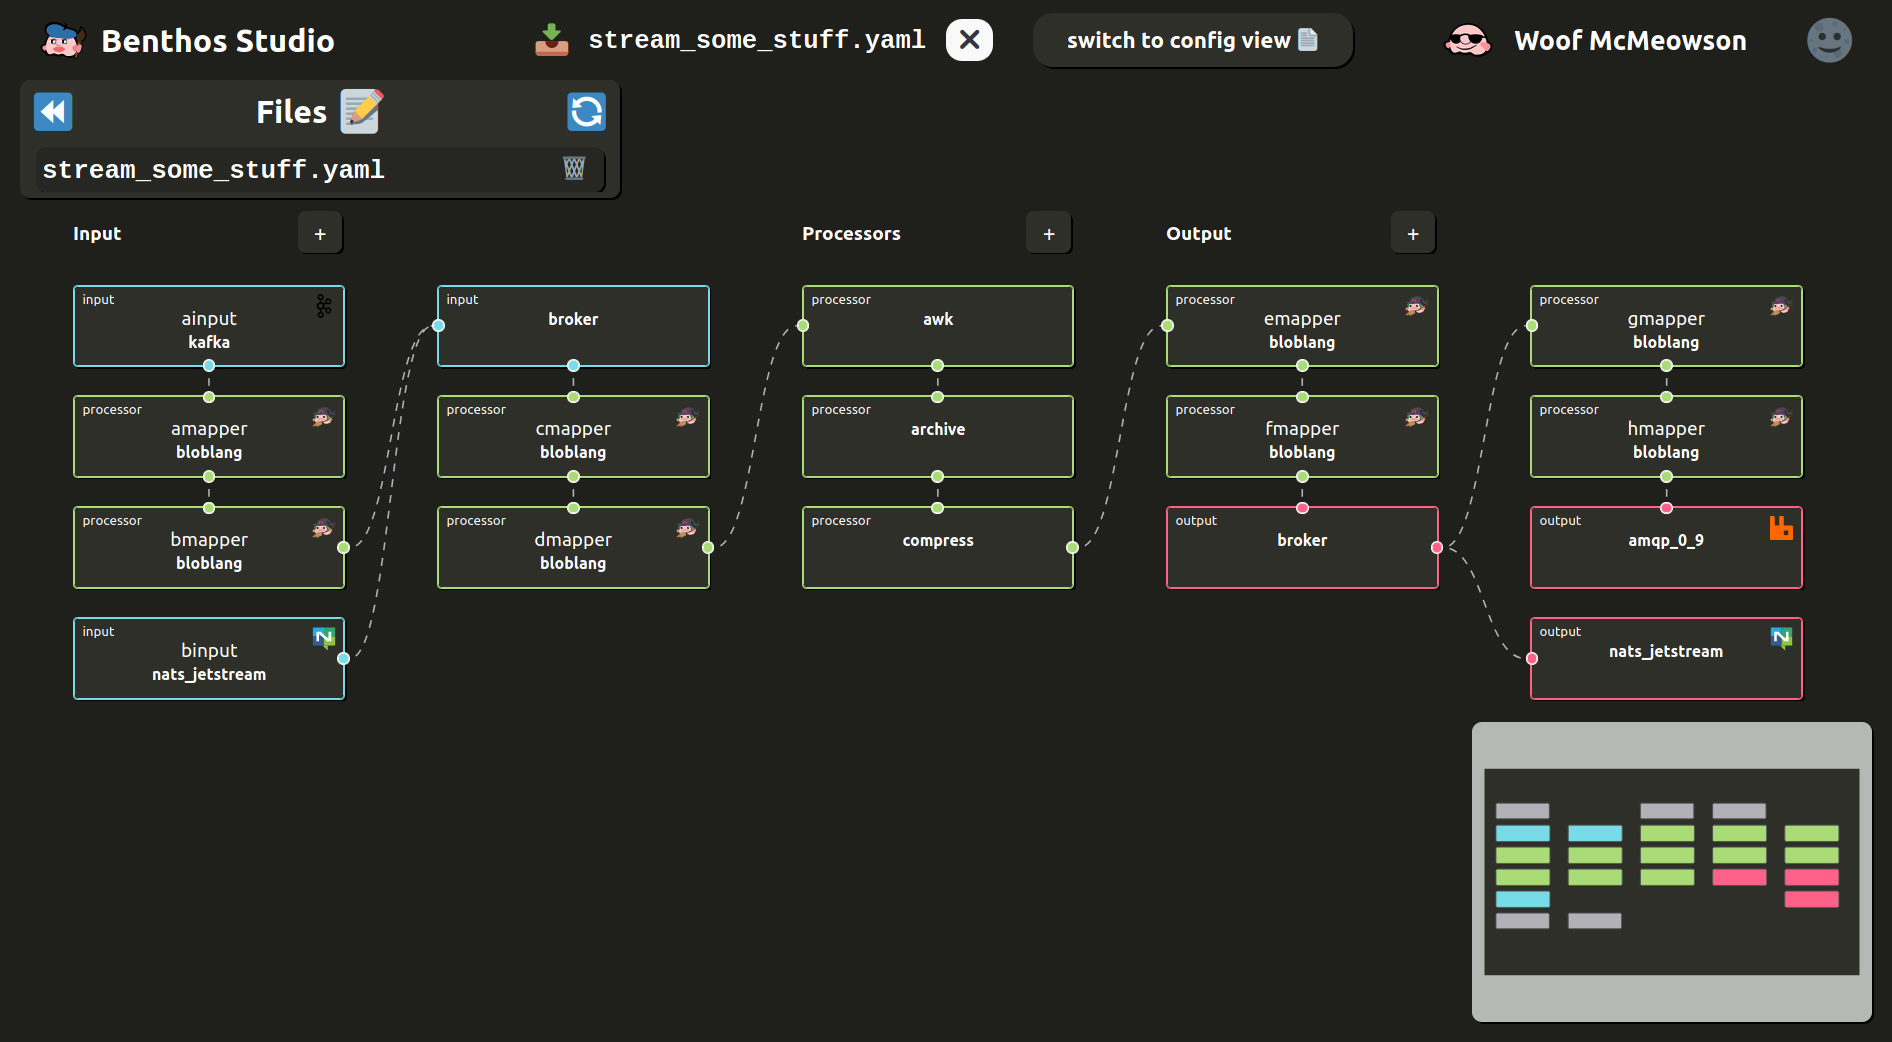 Benthos Studio
stream_some_stuff.yaml
switch to config view
Woof McMeowson
Files
stream_some_stuff.yaml
Input
+
Processors
+
Output
+
input
ainput
kafka
processor
amapper
bloblang
processor
bmapper
bloblang
input
binput
nats_jetstream
input
broker
processor
cmapper
bloblang
processor
dmapper
bloblang
processor
awk
processor
archive
processor
compress
processor
emapper
bloblang
processor
fmapper
bloblang
output
broker
processor
gmapper
bloblang
processor
hmapper
bloblang
output
amqp_0_9
output
nats_jetstream